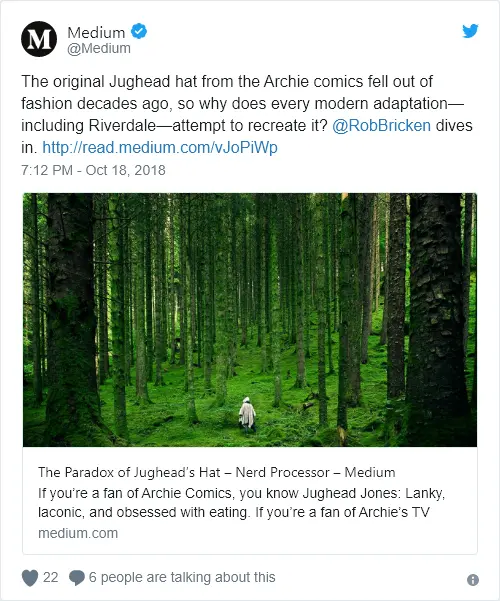 Medium
@Medium
The original Jughead hat from the Archie comics fell out of
fashion decades ago, so why does every modern adaptation—
including Riverdale—attempt to recreate it? @RobBricken dives
in. http://read.medium.com/vJoPiWp
7:12 PM - Oct 18, 2018
The Paradox of Jughead's Hat – Nerd Processor – Medium
If you’re a fan of Archie Comics, you know Jughead Jones: Lanky,
laconic, and obsessed with eating. If you’re a fan of Archie’s TV
medium.com
22 6 people are talking about this